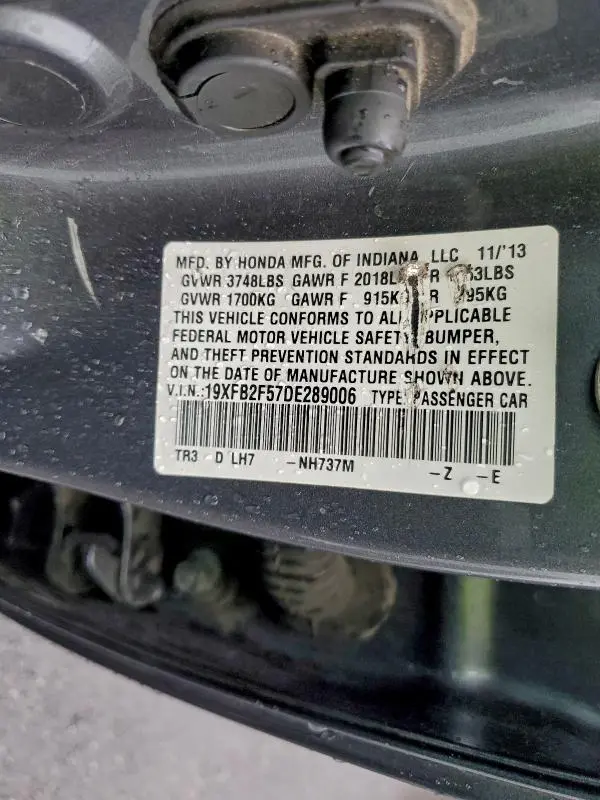 MFD. BY HONDA MFG. OF INDIANA, LLC 11/'13
GVWR 3748LBS GAWR F 2018L
GVWR 1700KG GAWR F 915K
THIS VEHICLE CONFORMS TO ALL APPLICABLE
FEDERAL MOTOR VEHICLE SAFETY, BUMPER,
AND THEFT PREVENTION STANDARDS IN EFFECT
ON THE DATE OF MANUFACTURE SHOWN ABOVE.
V.I.N.:19XFB2F57DE289006 TYPE: PASSENGER CAR
TR3 D LH7 -NH737M -Z -E